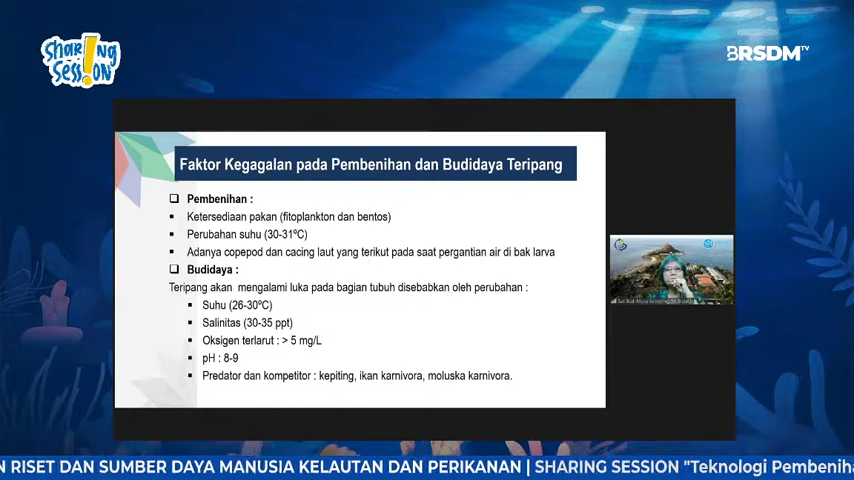 Sharing
Session
BRSDM TV
Faktor Kegagalan pada Pembenihan dan Budidaya Teripang
Pembenihan :
Ketersediaan pakan (fitoplankton dan bentos)
Perubahan suhu (30-31ºC)
Adanya copepod dan cacing laut yang terikut pada saat pergantian air di bak larva
Budidaya :
Teripang akan mengalami luka pada bagian tubuh disebabkan oleh perubahan :
Suhu (26-30ºC)
Salinitas (30-35 ppt)
Oksigen terlarut : > 5 mg/L
pH : 8-9
Predator dan kompetitor : kepiting, ikan karnivora, moluska karnivora.
N RISET DAN SUMBER DAYA MANUSIA KELAUTAN DAN PERIKANAN | SHARING SESSION "Teknologi Pembeniha